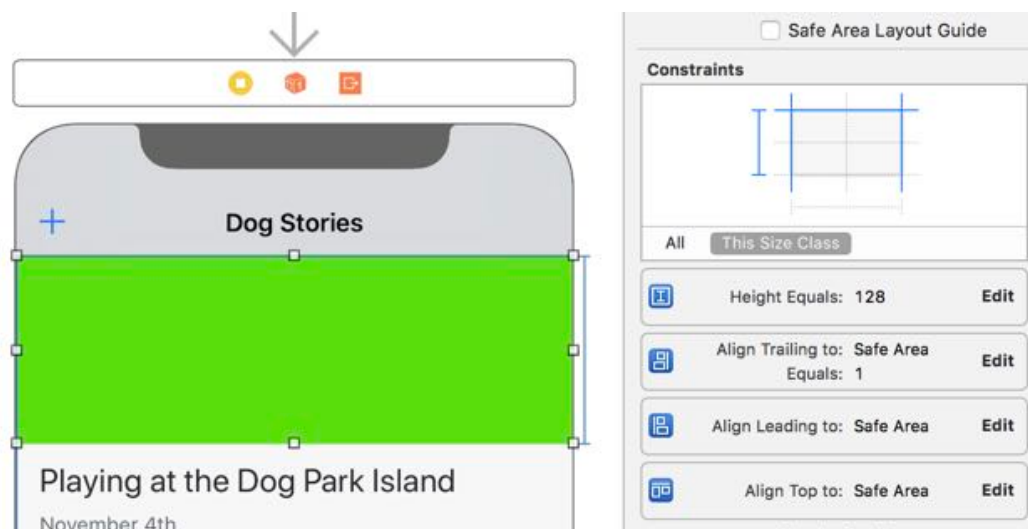 Safe Area Layout Guide
Constraints
All This Size Class
Height Equals: 128 Edit
Align Trailing to: Safe Area
Equals: 1 Edit
Align Leading to: Safe Area Edit
Align Top to: Safe Area Edit
+ Dog Stories
Playing at the Dog Park Island
November 4th